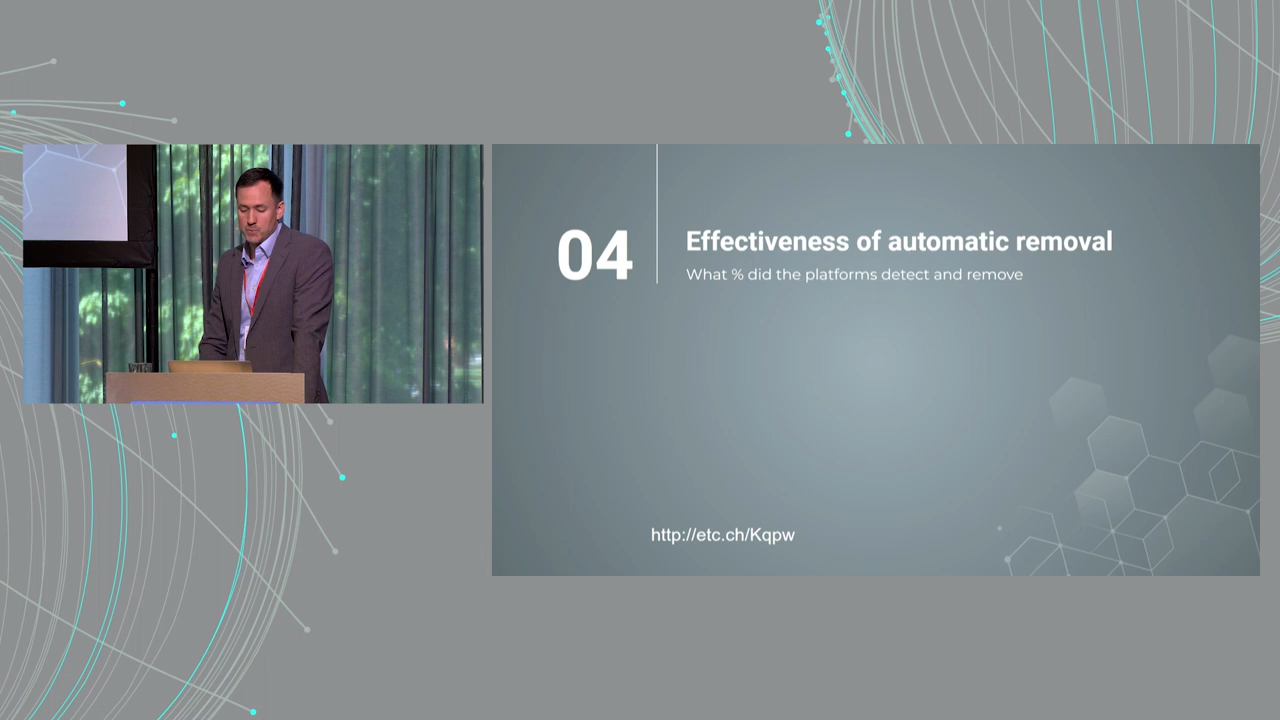 04
Effectiveness of automatic removal
What % did the platforms detect and remove
http://etc.ch/Kqpw